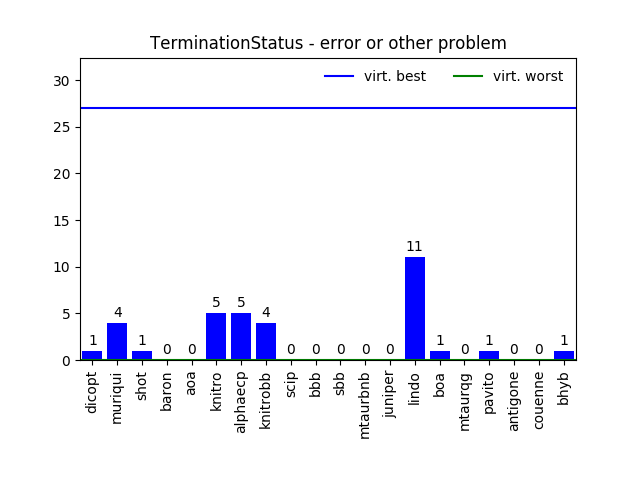 TerminationStatus - error or other problem
virt. best virt. worst
30
25
20
15
10
5
0
1 4 1 0 0 5 5 4 0 0 0 0 0 11 1 0 1 0 0 1
dicopt muriqui shot baron aoa knitro alphaecp knitrobb scip bbb sbb mtaurbnb juniper lindo boa mtaurqg pavito antigone couenne bhyb